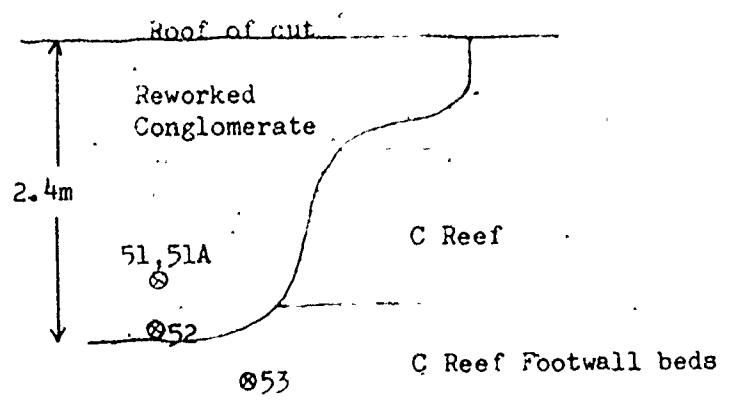 Roof of cut
Reworked
Conglomerate
2.4m
C Reef
51,51A
52
C Reef Footwall beds
53